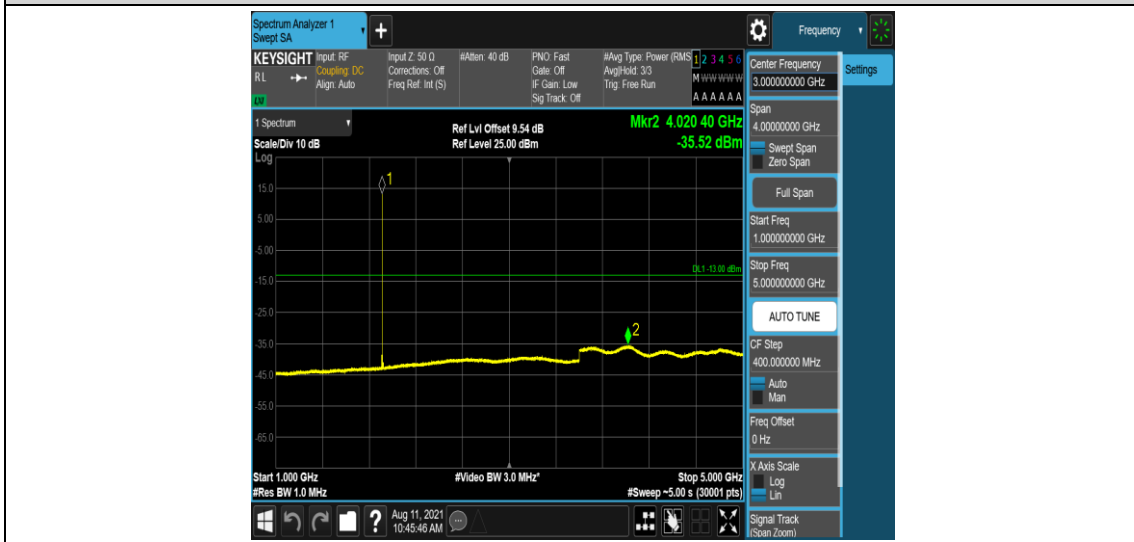 Spectrum Analyzer 1
Swept SA
+
Frequency
KEYSIGHT
RL
LXI
Input: RF
Coupling: DC
Align: Auto
Input Z: 50 Ω
Corrections: Off
Freq Ref: Int (S)
#Atten: 40 dB
PNO: Fast
Gate: Off
IF Gain: Low
Sig Track: Off
#Avg Type: Power (RMS
Avg|Hold: 3/3
Trig: Free Run
1 2 3 4 5 6
M W W W W W
A A A A A A
1 Spectrum
Scale/Div 10 dB
Log
Ref Lvl Offset 9.54 dB
Ref Level 25.00 dBm
Mkr2 4.020 40 GHz
-35.52 dBm
15.0
5.00
-5.00
-15.0
-25.0
-35.0
-45.0
-55.0
-65.0
1
2
DL1 -13.00 dBm
Start 1.000 GHz
#Res BW 1.0 MHz
#Video BW 3.0 MHz*
Stop 5.000 GHz
#Sweep ~5.00 s (30001 pts)
Center Frequency
3.000000000 GHz
Settings
Span
4.00000000 GHz
Swept Span
Zero Span
Full Span
Start Freq
1.000000000 GHz
Stop Freq
5.000000000 GHz
AUTO TUNE
CF Step
400.000000 MHz
Auto
Man
Freq Offset
0 Hz
X Axis Scale
Log
Lin
Signal Track
(Span Zoom)
?
Aug 11, 2021
10:45:46 AM